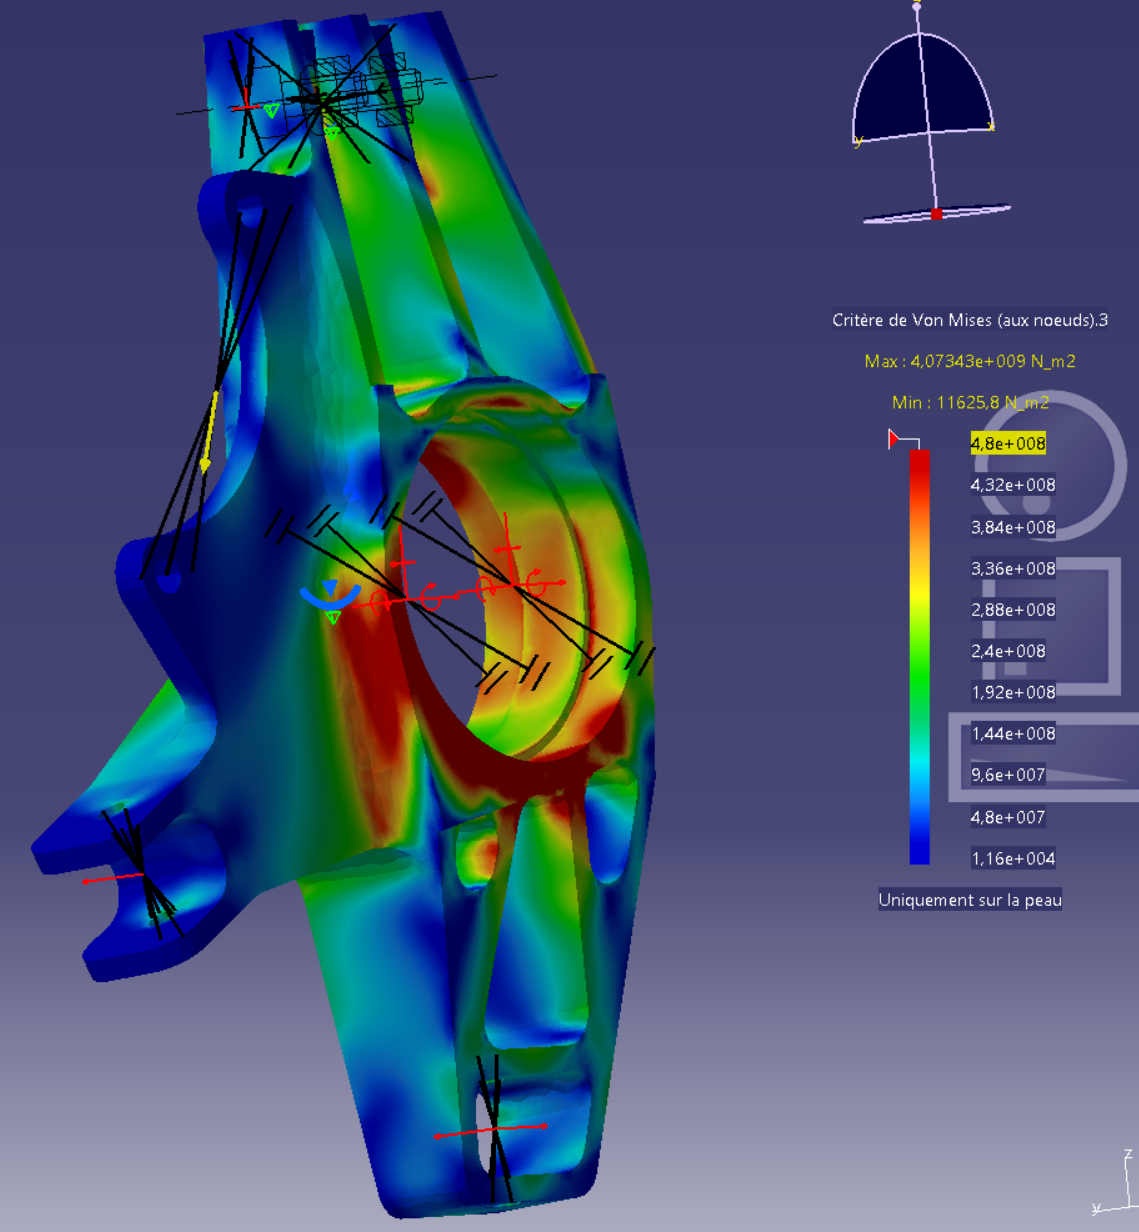 x
y
Critère de Von Mises (aux noeuds).3
Max : 4,07343e+009 N_m2
Min : 11625,8 N_m2
4,8e+008
4,32e+008
3,84e+008
3,36e+008
2,88e+008
2,4e+008
1,92e+008
1,44e+008
9,6e+007
4,8e+007
1,16e+004
Uniquement sur la peau
z
y